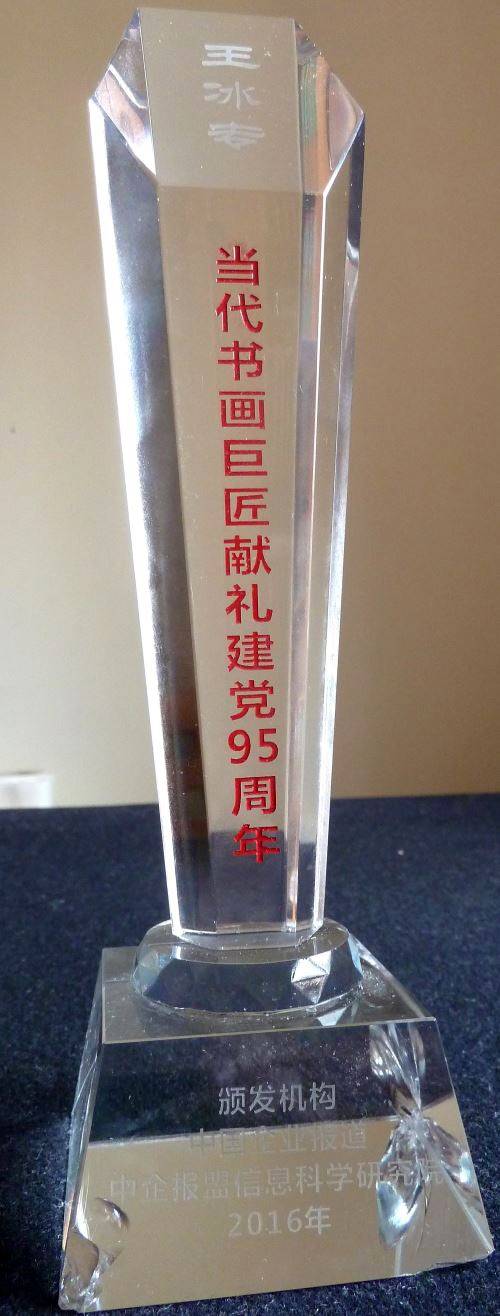 王冰专
当代书画巨匠献礼建党95周年
颁发机构
中国企业报道
中企报盟信息科学研究院
2016年